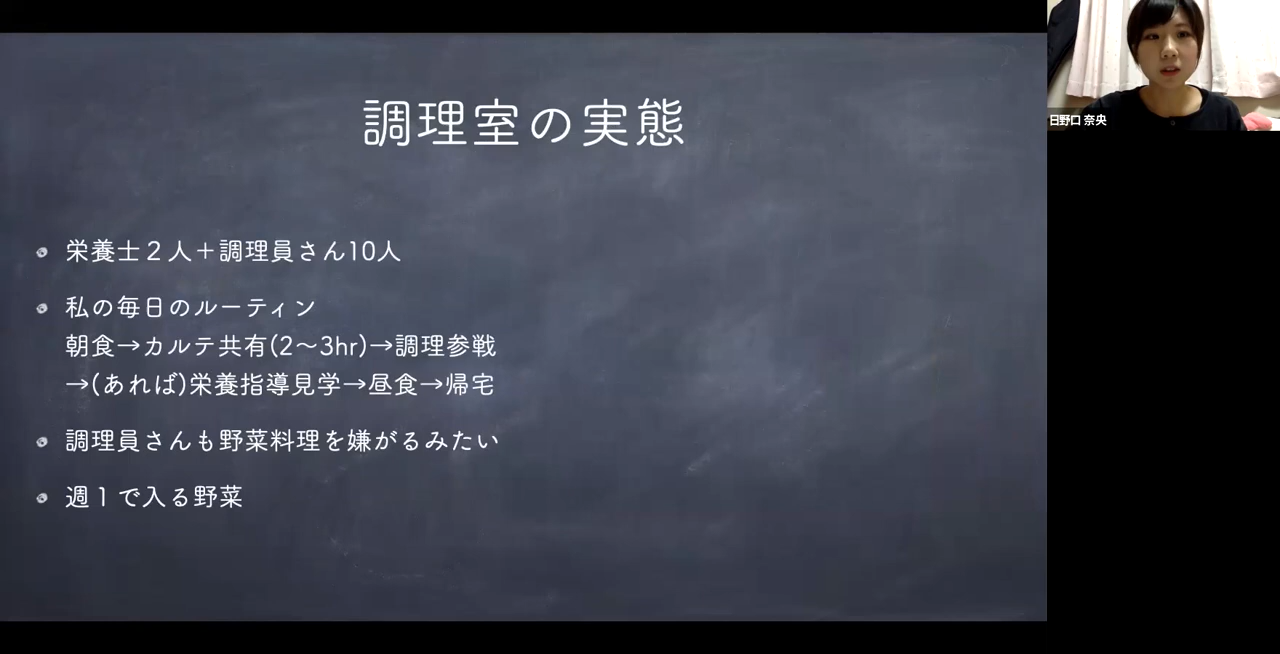 調理室の実態
栄養士２人＋調理員さん10人
私の毎日のルーティン
朝食→カルテ共有(2〜3hr)→調理参戦
→(あれば)栄養指導見学→昼食→帰宅
調理員さんも野菜料理を嫌がるみたい
週１で入る野菜
日野口 奈央